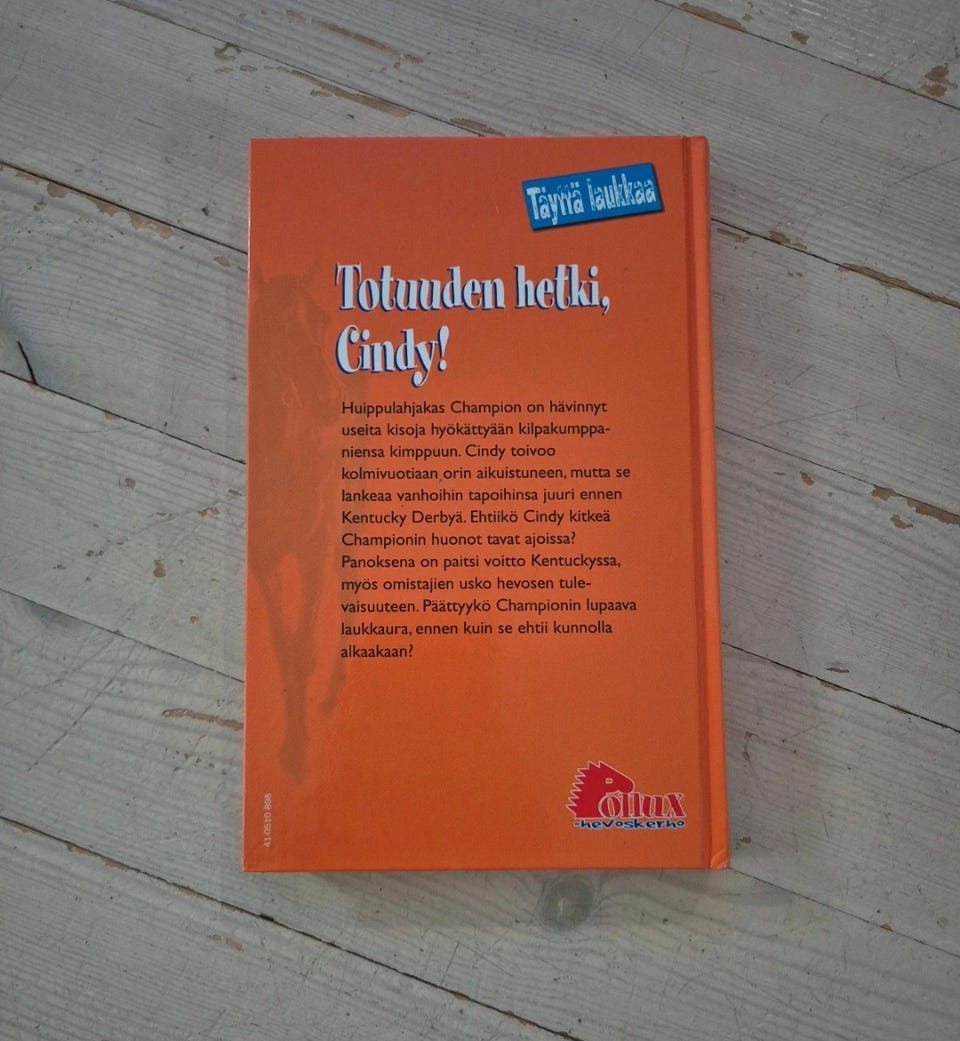 Täyttä laukkaa
Totuuden hetki,
Cindy!
Huippulahjakas Champion on hävinnyt
useita kisoja hyökättyään kilpakumppa-
niensa kimppuun. Cindy toivoo
kolmivuotiaan orin aikuistuneen, mutta se
lankeaa vanhoihin tapoihinsa juuri ennen
Kentucky Derbyä. Ehtiikö Cindy kitkeä
Championin huonot tavat ajoissa?
Panoksena on paitsi voitto Kentuckyssa,
myös omistajien usko hevosen tule-
vaisuuteen. Päättyykö Championin lupaava
laukkaura, ennen kuin se ehtii kunnolla
alkaakaan?
Pollux
-hevoskerho
41-0510 898